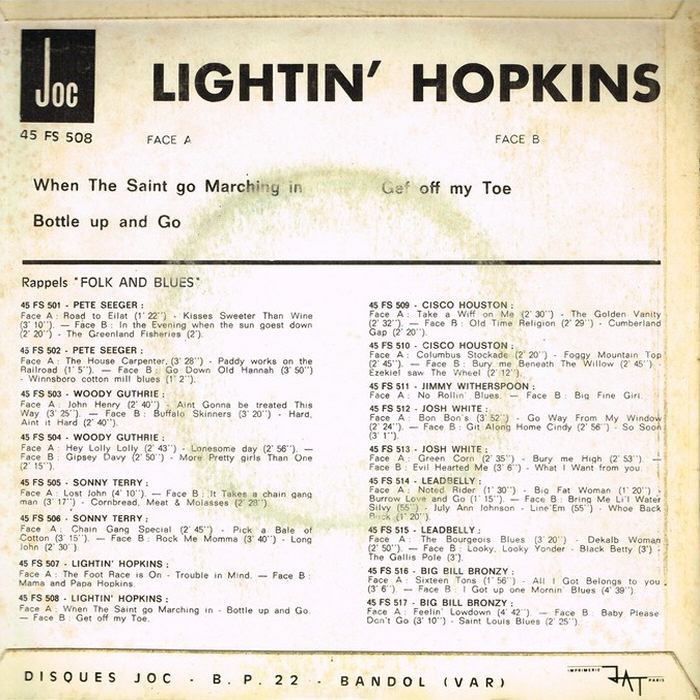 Joc
LIGHTIN' HOPKINS
45 FS 508
FACE A
FACE B
When The Saint go Marching in
Bottle up and Go
Get off my Toe
Rappels "FOLK AND BLUES"
45 FS 501 - PETE SEEGER :
Face A : Road to Eilat (1' 22'') - Kisses Sweeter Than Wine
(3' 10''). — Face B : In the Evening when the sun goest down
(2' 20'') - The Greenland Fisheries (2').
45 FS 502 - PETE SEEGER :
Face A : The House Carpenter, (3' 28'') - Paddy works on the
Railroad (1' 5''). — Face B : Go Down Old Hannah (3' 50'')
- Winnsboro cotton mill blues (1' 2'').
45 FS 503 - WOODY GUTHRIE :
Face A : John Henry (2' 40'') - Aint Gonna be treated This
Way (3' 25''). — Face B : Buffalo Skinners (3' 20'') - Hard,
Aint it Hard (2' 40'').
45 FS 504 - WOODY GUTHRIE :
Face A : Hey Lolly Lolly (2' 43'') - Lonesome day (2' 56''). —
Face B : Gipsey Davy (2' 50'') - More Pretty girls Than One
(2' 15'').
45 FS 505 - SONNY TERRY :
Face A : Lost John (4' 10''). — Face B : It Takes a chain gang
man (3' 17'') - Cornbread, Meat & Molasses (2' 28'').
45 FS 506 - SONNY TERRY :
Face A : Chain Gang Special (2' 45'') - Pick a Bale of
Cotton (3' 15''). — Face B : Rock Me Momma (3' 40'') - Long
John (2' 30'').
45 FS 507 - LIGHTIN' HOPKINS :
Face A : The Foot Race is On - Trouble in Mind. — Face B :
Mama and Papa Hopkins.
45 FS 508 - LIGHTIN' HOPKINS :
Face A : When The Saint go Marching in - Bottle up and Go.
— Face B : Get off my Toe.
45 FS 509 - CISCO HOUSTON :
Face A : Take a Wiff on Me (2' 30'') - The Golden Vanity
(2' 32''). — Face B : Old Time Religion (2' 29'') - Cumberland
Gap (2' 20'').
45 FS 510 - CISCO HOUSTON :
Face A : Columbus Stockade (2' 20'') - Foggy Mountain Top
(2' 45''). — Face B : Bury me Beneath The Willow (2' 45'') -
Ezekiel saw The Wheel (2' 12'').
45 FS 511 - JIMMY WITHERSPOON :
Face A : No Rollin' Blues. — Face B : Big Fine Girl.
45 FS 512 - JOSH WHITE :
Face A : Bon Bon's (3' 52'') - Go Way From My Window
(2' 24''). — Face B : Git Along Home Cindy (2' 56'') - So Soon
(3' 1'').
45 FS 513 - JOSH WHITE :
Face A : Green Corn (2' 35'') - Bury me High (2' 53''). —
Face B : Evil Hearted Me (3' 6'') - What I Want from you.
45 FS 514 - LEADBELLY :
Face A : Noted Rider (1' 30'') - Big Fat Woman (1' 20'') -
Burrow Love and Go (1' 15''). — Face B : Bring Me Li'l Water
Silvy (55'') - July Ann Johnson - Line'Em (55'') - Whoe Back
Buck (1' 20'').
45 FS 515 - LEADBELLY :
Face A : The Bourgeois Blues (3' 20'') - Dekalb Woman
(2' 50''). — Face B : Looky, Looky Yonder - Black Betty (3') -
The Gallis Pole (3').
45 FS 516 - BIG BILL BRONZY :
Face A : Sixteen Tons (1' 56'') - All I Got Belongs to you
(3' 6''). — Face B : I Got up one Mornin' Blues (4' 39'').
45 FS 517 - BIG BILL BRONZY :
Face A : Feelin' Lowdown (4' 42''). — Face B : Baby Please
Don't Go (3' 10'') - Saint Louis Blues (2' 25'').
DISQUES JOC - B. P. 22 - BANDOL (VAR)
IMPRIMERIE JAT PARIS